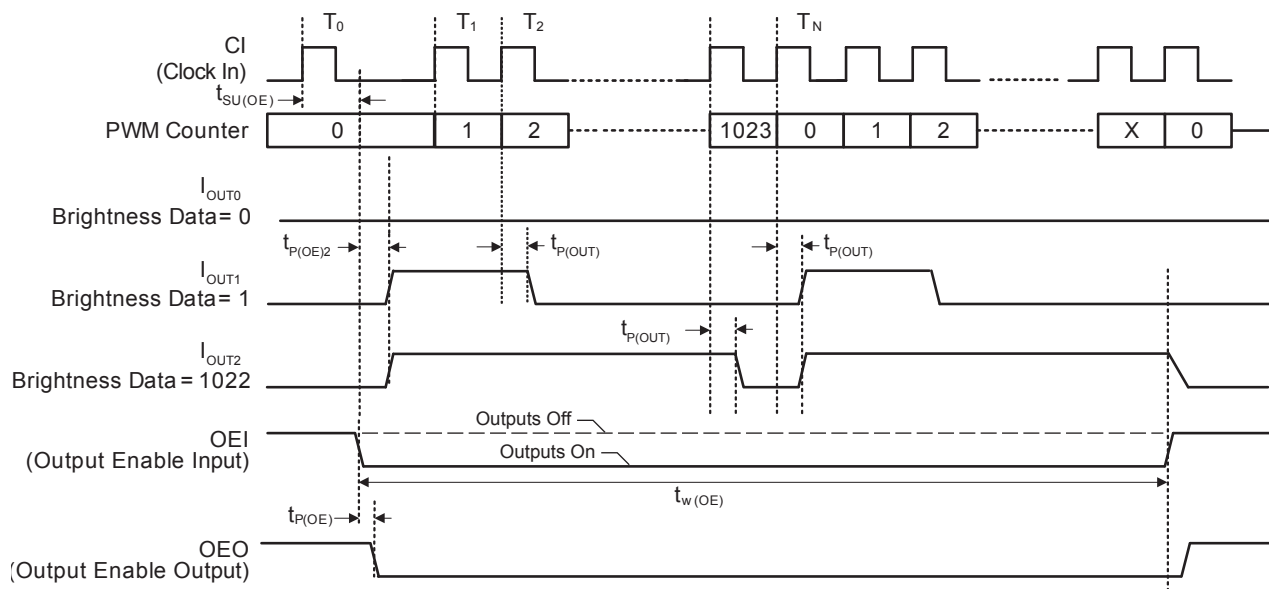 T0 T1 T2 TN
CI
(Clock In)
tSU(OE)
PWM Counter 0 1 2 1023 0 1 2 X 0
IOUT0
Brightness Data= 0
tP(OE)2 tP(OUT) tP(OUT)
IOUT1
Brightness Data= 1
tP(OUT)
IOUT2
Brightness Data = 1022
Outputs Off
OEI
(Output Enable Input)
Outputs On
tw(OE)
tP(OE)
OEO
(Output Enable Output)